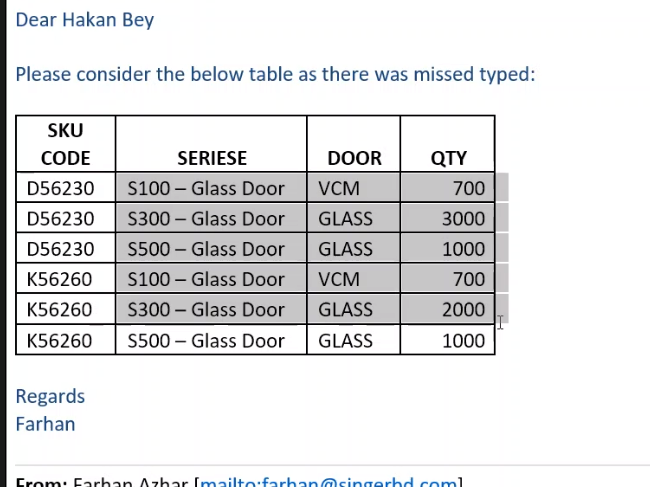 Dear Hakan Bey
Please consider the below table as there was missed typed:
SKU CODE SERIESE DOOR QTY
D56230 S100 – Glass Door VCM 700
D56230 S300 – Glass Door GLASS 3000
D56230 S500 – Glass Door GLASS 1000
K56260 S100 – Glass Door VCM 700
K56260 S300 – Glass Door GLASS 2000
K56260 S500 – Glass Door GLASS 1000
Regards
Farhan
From: Farhan Azhar [mailto:farhan@singerbd.com]